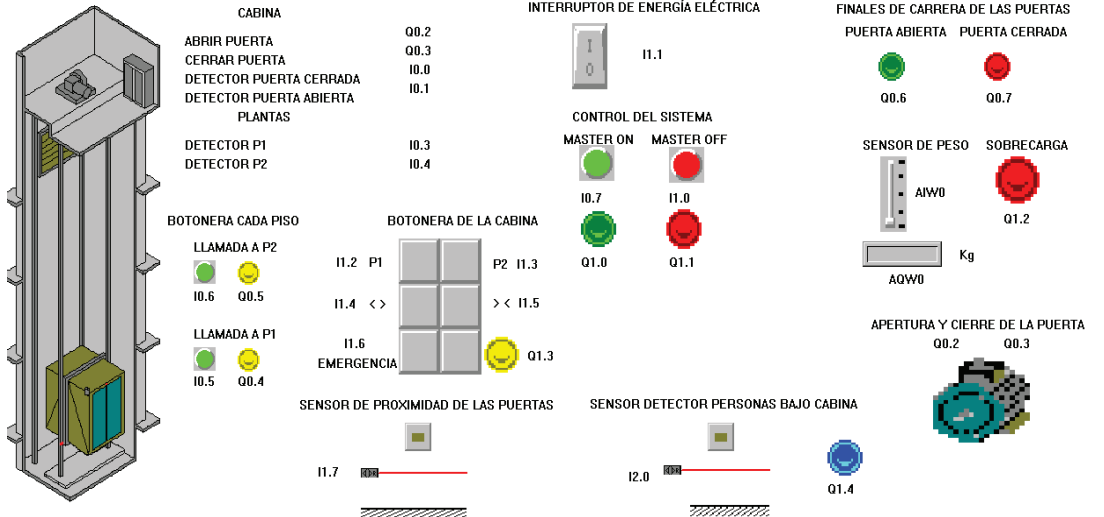 CABINA
ABRIR PUERTA Q0.2
CERRAR PUERTA Q0.3
DETECTOR PUERTA CERRADA I0.0
DETECTOR PUERTA ABIERTA I0.1
PLANTAS
DETECTOR P1 I0.3
DETECTOR P2 I0.4
BOTONERA CADA PISO
LLAMADA A P2
I0.6 Q0.5
LLAMADA A P1
I0.5 Q0.4
INTERRUPTOR DE ENERGÍA ELÉCTRICA
I
0
I1.1
CONTROL DEL SISTEMA
MASTER ON MASTER OFF
I0.7 I1.0
Q1.0 Q1.1
BOTONERA DE LA CABINA
I1.2 P1 P2 I1.3
I1.4 < > > < I1.5
I1.6
EMERGENCIA Q1.3
SENSOR DE PROXIMIDAD DE LAS PUERTAS
I1.7
SENSOR DETECTOR PERSONAS BAJO CABINA
I2.0
Q1.4
FINALES DE CARRERA DE LAS PUERTAS
PUERTA ABIERTA PUERTA CERRADA
Q0.6 Q0.7
SENSOR DE PESO SOBRECARGA
AIW0
Q1.2
Kg
AQW0
APERTURA Y CIERRE DE LA PUERTA
Q0.2 Q0.3